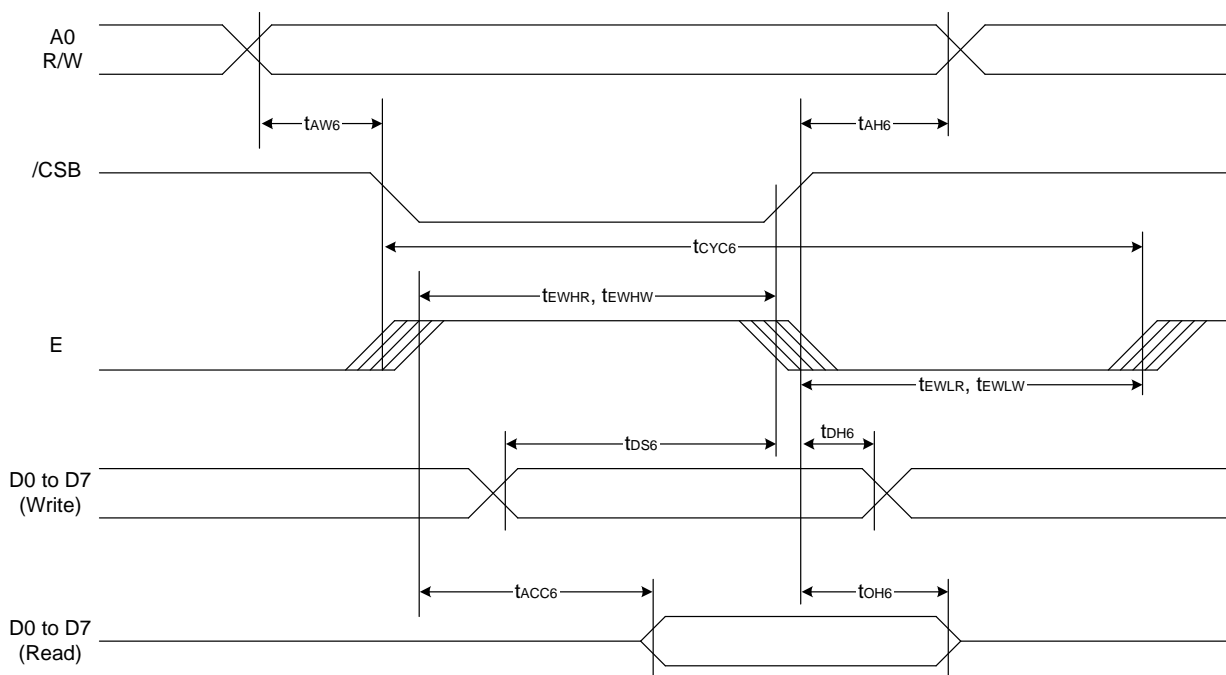 A0
R/W
tAW6
tAH6
/CSB
tCYC6
tEWHR, tEWHW
E
tEWLR, tEWLW
tDS6
tDH6
D0 to D7
(Write)
tACC6
tOH6
D0 to D7
(Read)